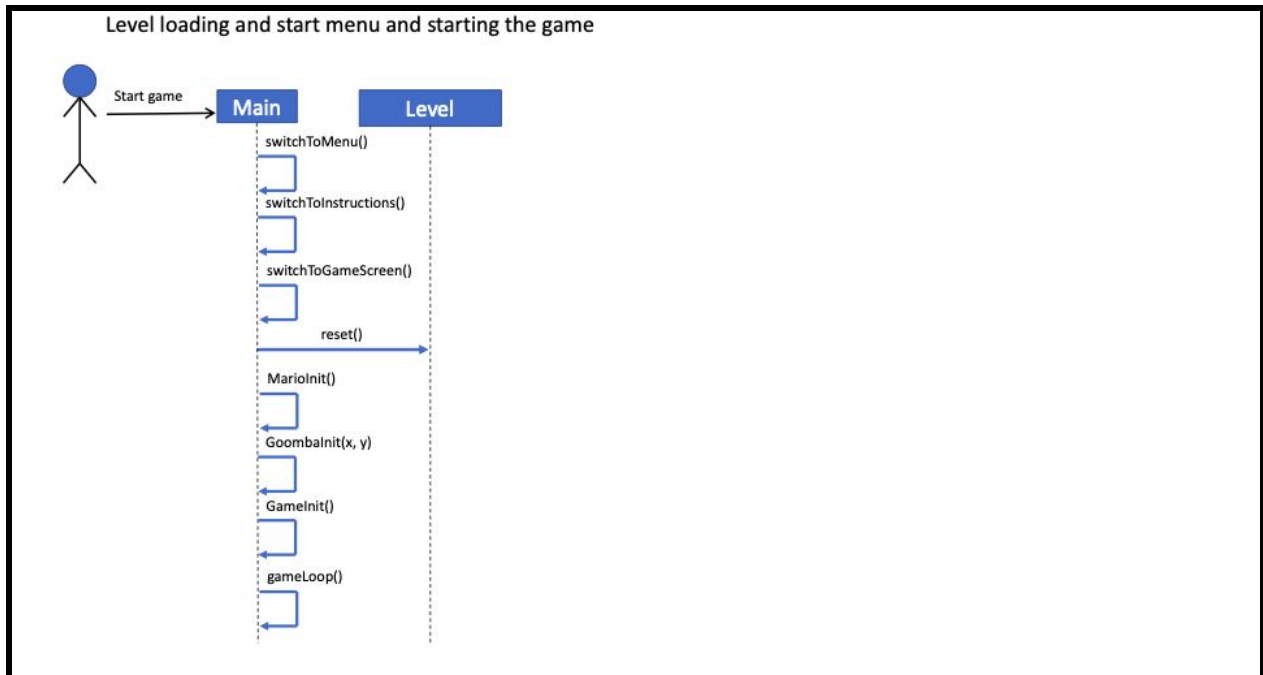 Level loading and start menu and starting the game
Start game
Main
Level
switchToMenu()
switchToInstructions()
switchToGameScreen()
reset()
MarioInit()
GoombaInit(x, y)
GameInit()
gameLoop()